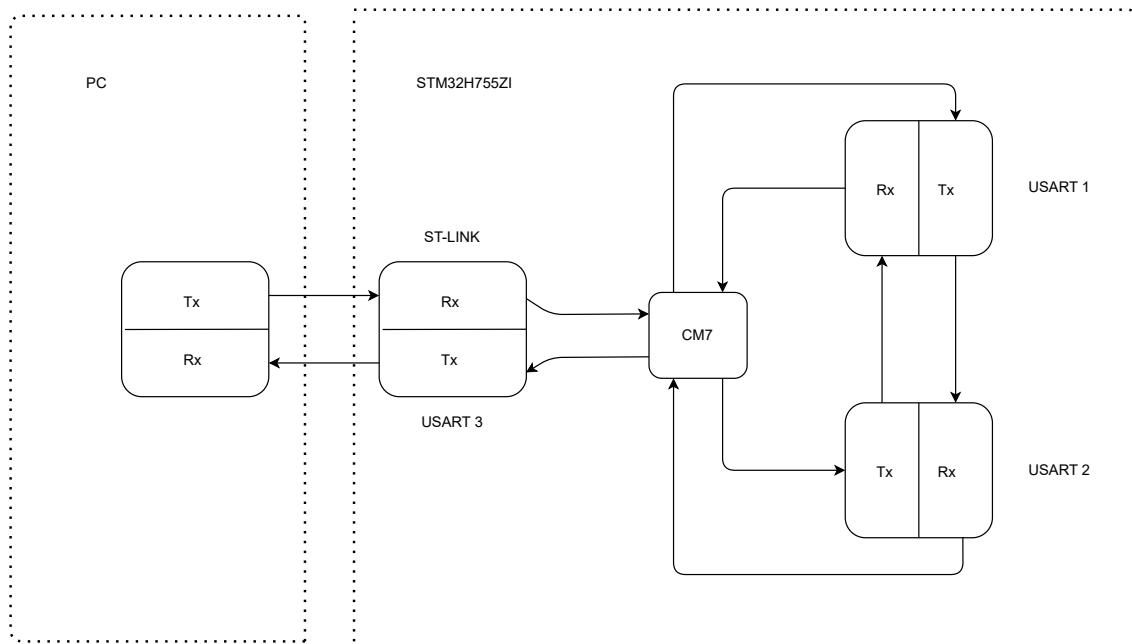 PC
STM32H755ZI
ST-LINK
Tx
Rx
Rx
Tx
USART 3
CM7
Rx
Tx
USART 1
Tx
Rx
USART 2